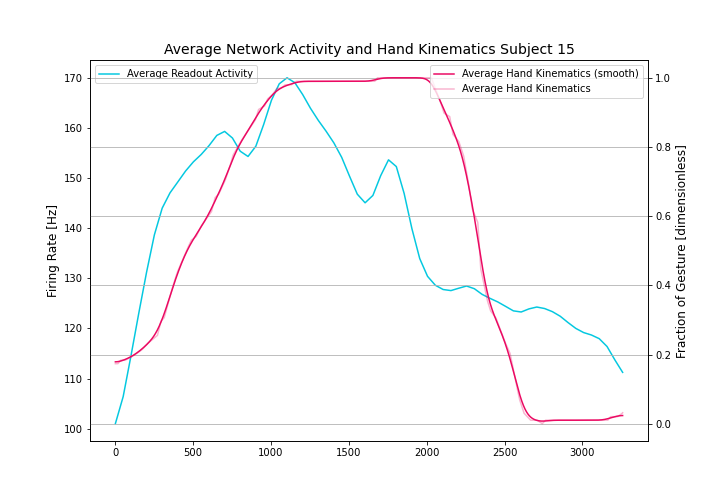 Average Network Activity and Hand Kinematics Subject 15
Average Readout Activity
Average Hand Kinematics (smooth)
Average Hand Kinematics
Firing Rate [Hz]
170
160
150
140
130
120
110
100
1.0
0.8
0.6
0.4
0.2
0.0
Fraction of Gesture [dimensionless]
0 500 1000 1500 2000 2500 3000